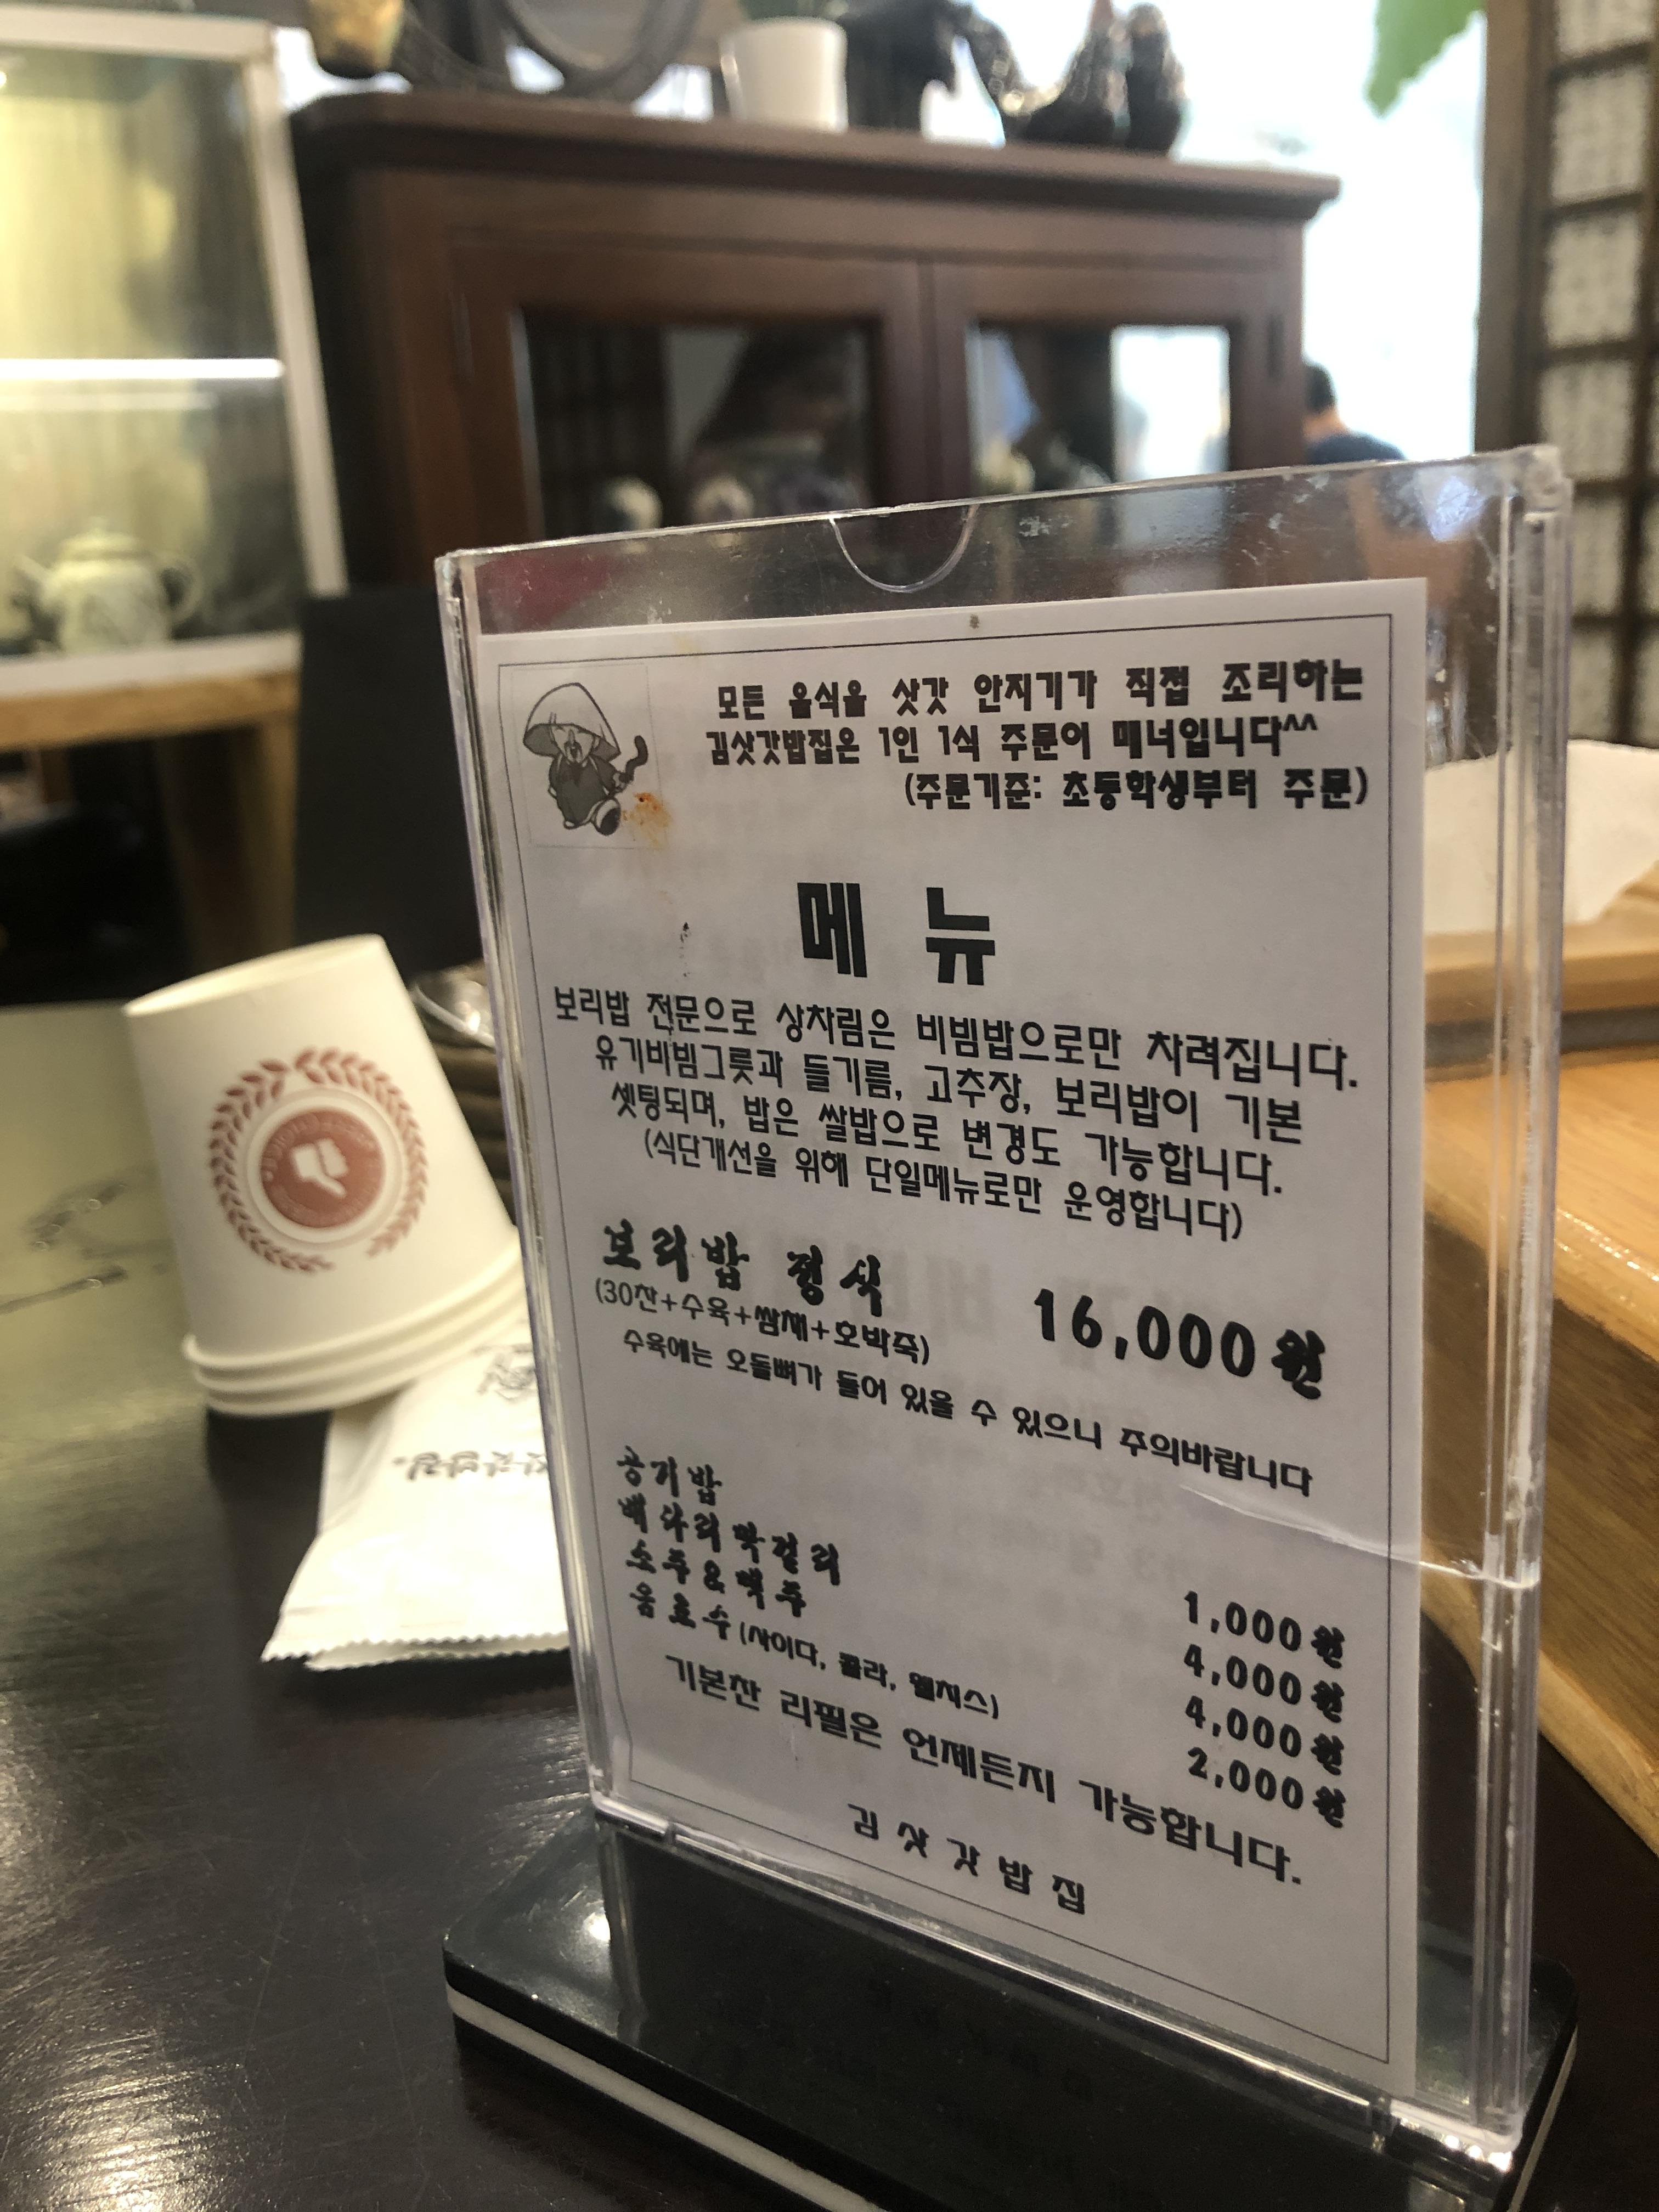 모든 음식을 삿갓 안지기가 직접 조리하는
김삿갓밥집은 1인 1식 주문이 매너입니다^^
(주문기준: 초등학생부터 주문)
메뉴
보리밥 전문으로 상차림은 비빔밥으로만 차려집니다.
유기비빔그릇과 들기름, 고추장, 보리밥이 기본
셋팅되며, 밥은 쌀밥으로 변경도 가능합니다.
(식단개선을 위해 단일메뉴로만 운영합니다)
보리밥 정식 16,000원
(30찬+수육+쌈채+호박죽)
수육에는 오돌뼈가 들어 있을 수 있으니 주의바랍니다
공기밥 1,000원
배다리막걸리 4,000원
소주&맥주 4,000원
음료수 (사이다, 콜라, 웰치스) 2,000원
기본찬 리필은 언제든지 가능합니다.
김삿갓밥집